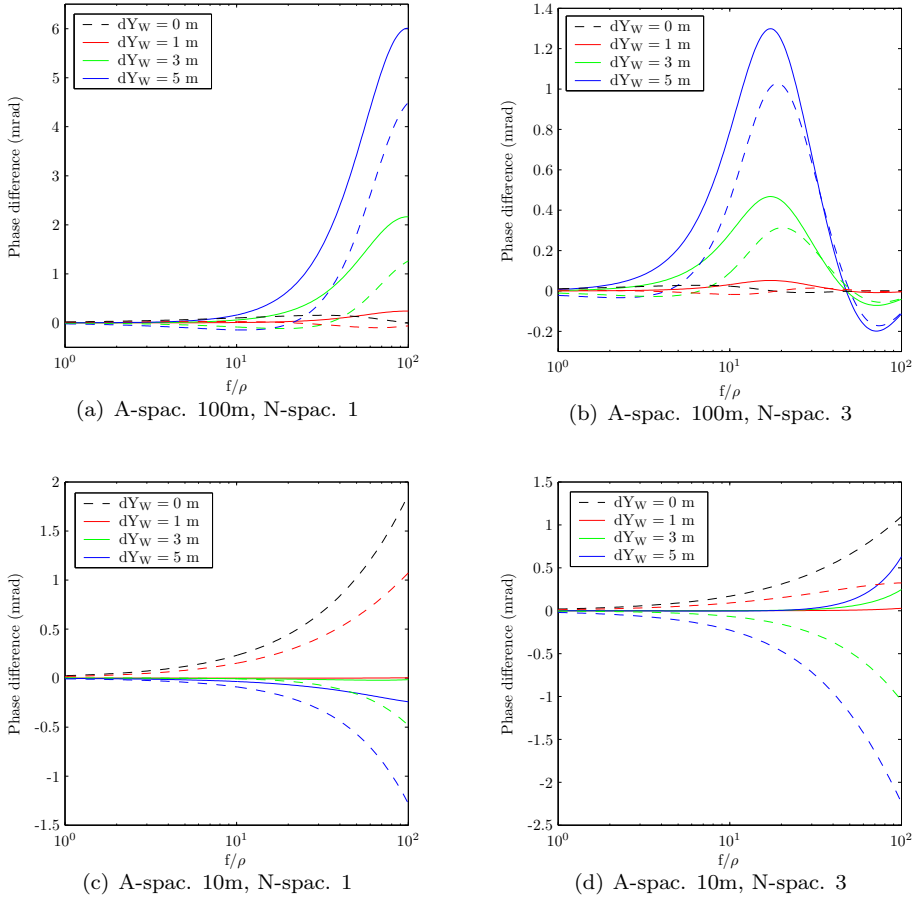 dY_W = 0 m
dY_W = 1 m
dY_W = 3 m
dY_W = 5 m
Phase difference (mrad)
6
5
4
3
2
1
0
10^0
10^1
10^2
f/ρ
(a) A-spac. 100m, N-spac. 1
dY_W = 0 m
dY_W = 1 m
dY_W = 3 m
dY_W = 5 m
Phase difference (mrad)
1.4
1.2
1
0.8
0.6
0.4
0.2
0
-0.2
10^0
10^1
10^2
f/ρ
(b) A-spac. 100m, N-spac. 3
dY_W = 0 m
dY_W = 1 m
dY_W = 3 m
dY_W = 5 m
Phase difference (mrad)
2
1.5
1
0.5
0
-0.5
-1
-1.5
10^0
10^1
10^2
f/ρ
(c) A-spac. 10m, N-spac. 1
dY_W = 0 m
dY_W = 1 m
dY_W = 3 m
dY_W = 5 m
Phase difference (mrad)
1.5
1
0.5
0
-0.5
-1
-1.5
-2
-2.5
10^0
10^1
10^2
f/ρ
(d) A-spac. 10m, N-spac. 3